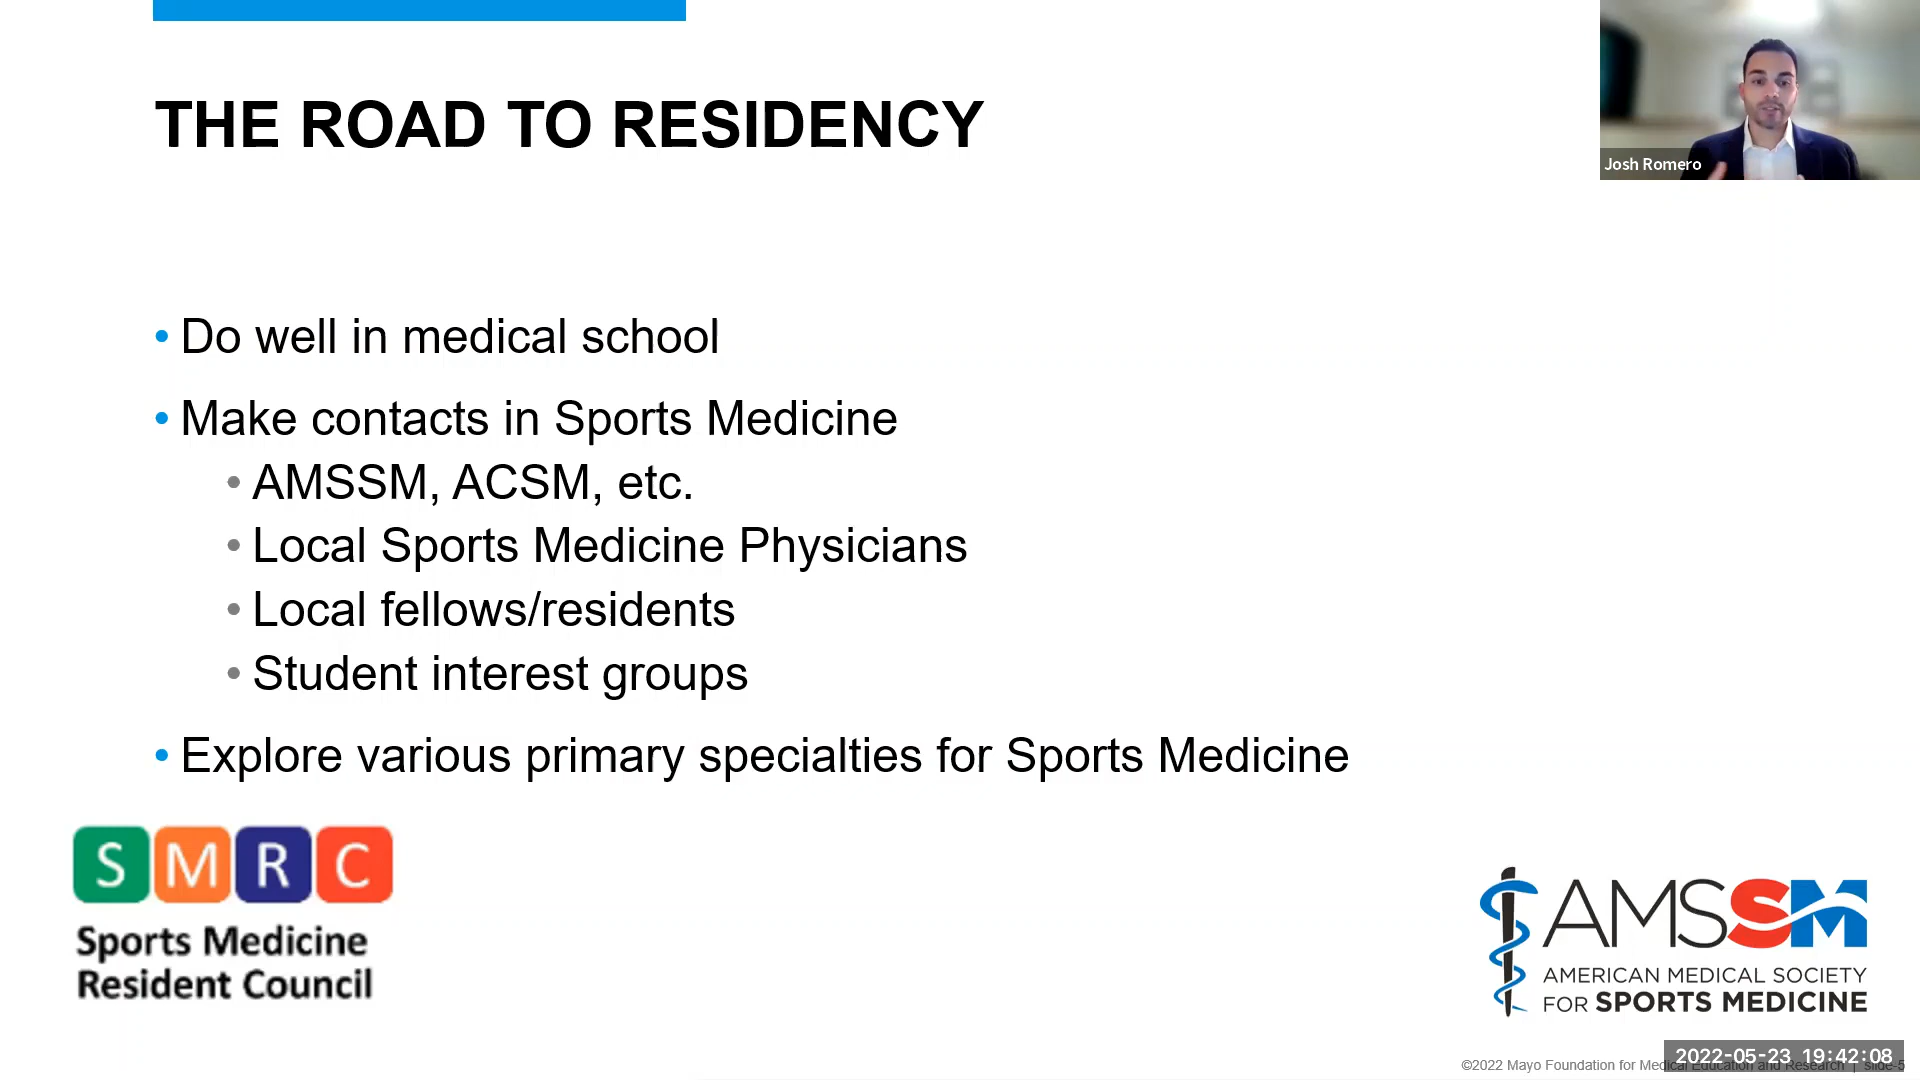 THE ROAD TO RESIDENCY
Josh Romero
• Do well in medical school
• Make contacts in Sports Medicine
• AMSSM, ACSM, etc.
• Local Sports Medicine Physicians
• Local fellows/residents
• Student interest groups
• Explore various primary specialties for Sports Medicine
S M R C
Sports Medicine
Resident Council
AMSSM
AMERICAN MEDICAL SOCIETY
FOR SPORTS MEDICINE
2022-05-23 19:42:08
©2022 Mayo Foundation for Medical Education and Research | slide-5